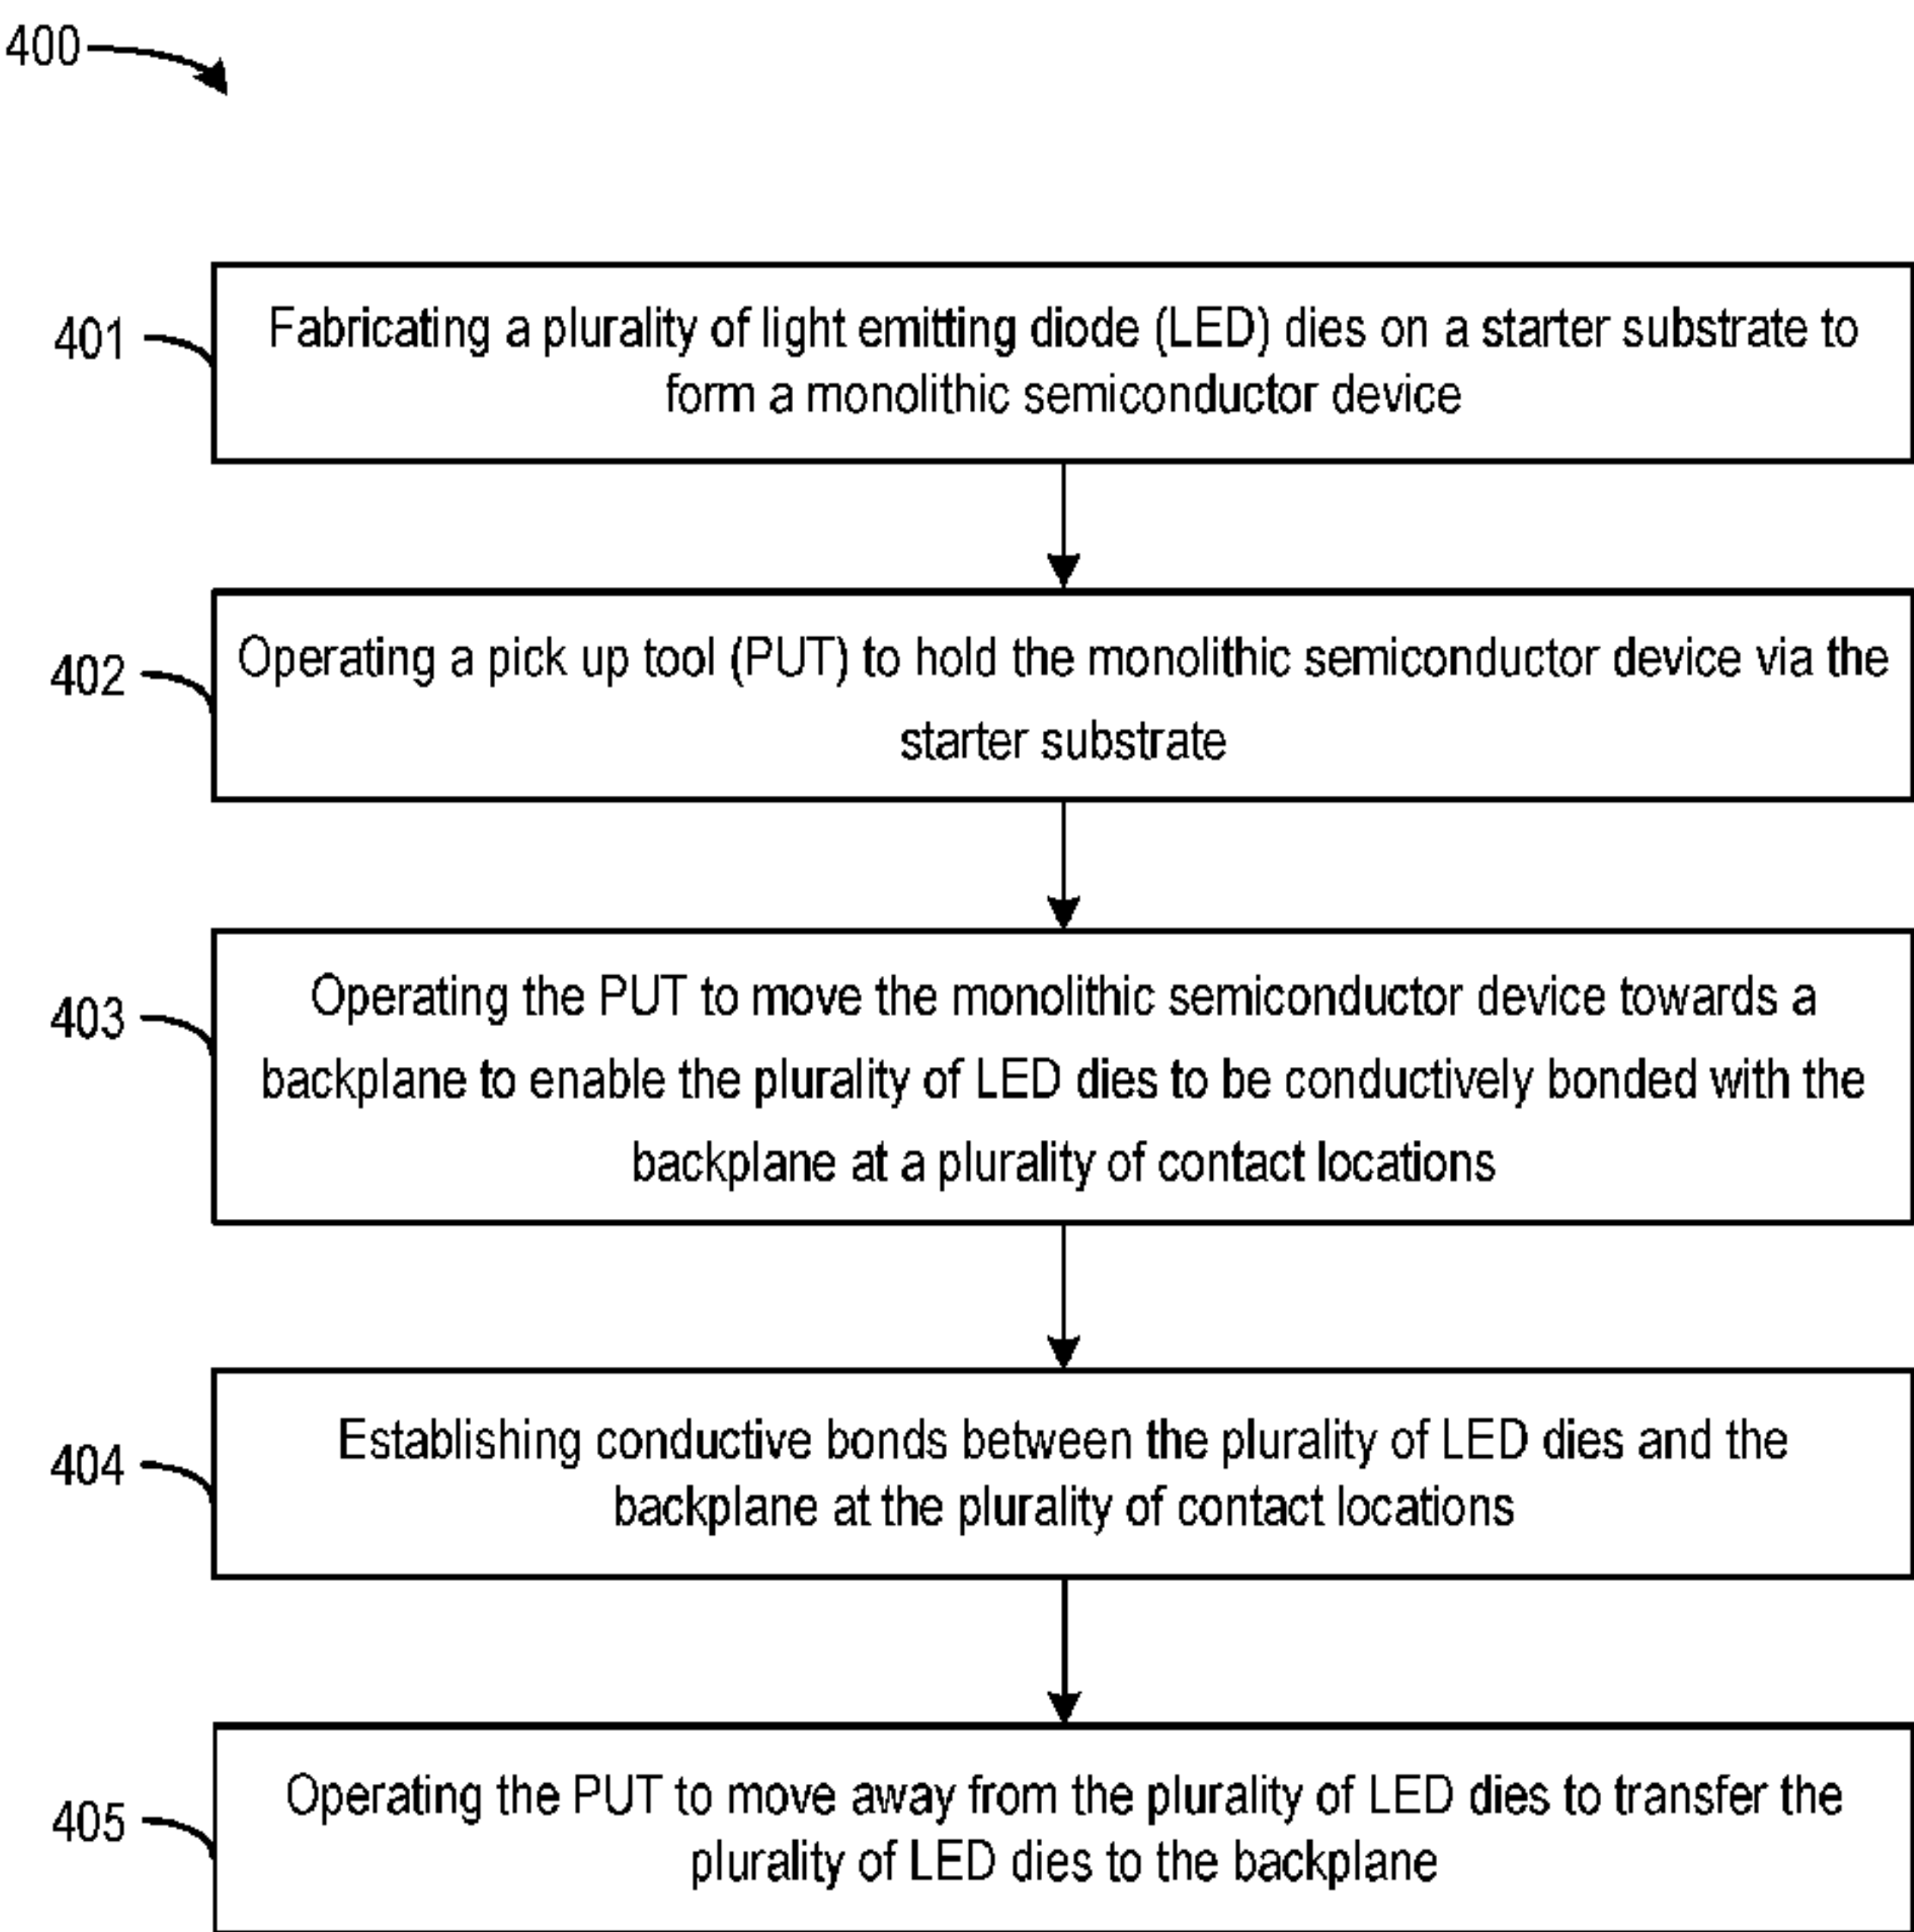 400
401
Fabricating a plurality of light emitting diode (LED) dies on a starter substrate to
form a monolithic semiconductor device
402
Operating a pick up tool (PUT) to hold the monolithic semiconductor device via the
starter substrate
403
Operating the PUT to move the monolithic semiconductor device towards a
backplane to enable the plurality of LED dies to be conductively bonded with the
backplane at a plurality of contact locations
404
Establishing conductive bonds between the plurality of LED dies and the
backplane at the plurality of contact locations
405
Operating the PUT to move away from the plurality of LED dies to transfer the
plurality of LED dies to the backplane